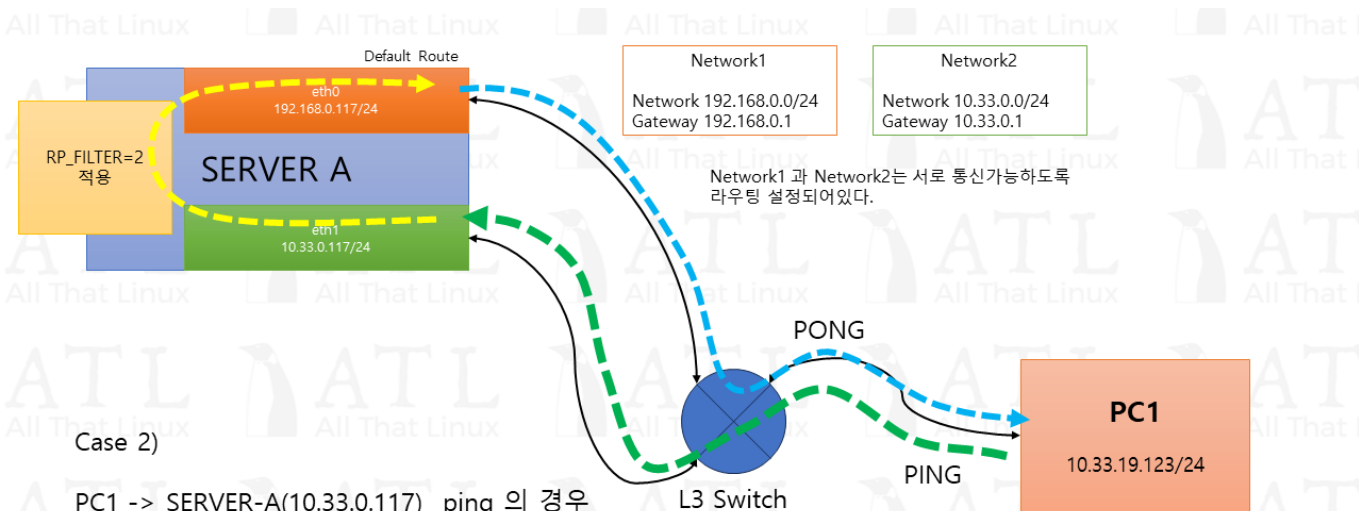 Default Route
eth0
192.168.0.117/24
RP_FILTER=2
적용
SERVER A
eth1
10.33.0.117/24
Network1
Network 192.168.0.0/24
Gateway 192.168.0.1
Network2
Network 10.33.0.0/24
Gateway 10.33.0.1
Network1 과 Network2는 서로 통신가능하도록
라우팅 설정되어있다.
PONG
PING
PC1
10.33.19.123/24
L3 Switch
Case 2)
PC1 -> SERVER-A(10.33.0.117) ping 의 경우
ATL
All That Linux